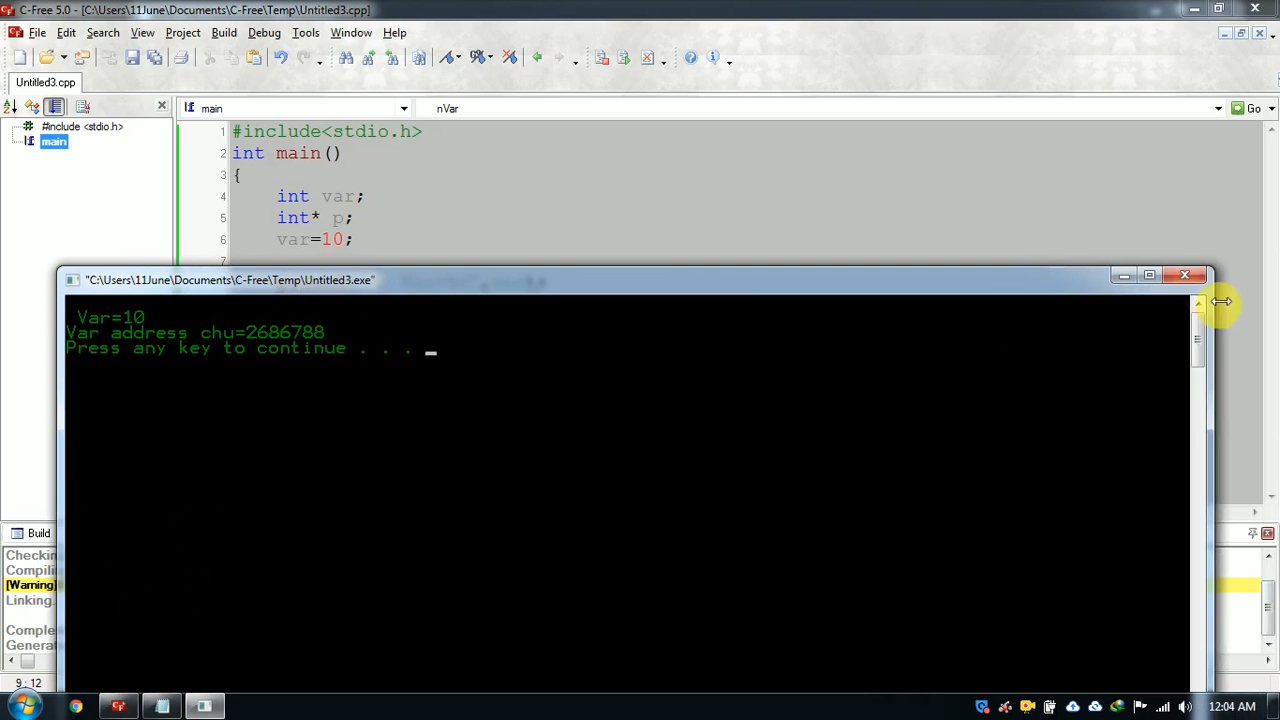 C-Free 5.0 - [C:\Users\11June\Documents\C-Free\Temp\Untitled3.cpp]
File Edit Search View Project Build Debug Tools Window Help
Untitled3.cpp
main nVar Go
#include <stdio.h>
main
1 #include<stdio.h>
2 int main()
3 {
4 int var;
5 int* p;
6 var=10;
"C:\Users\11June\Documents\C-Free\Temp\Untitled3.exe"
Var=10
Var address chu=2686788
Press any key to continue . . . _
Build
Checkin
Compili
[Warning]
Linking.
Comple
Genera
9 : 12
12:04 AM